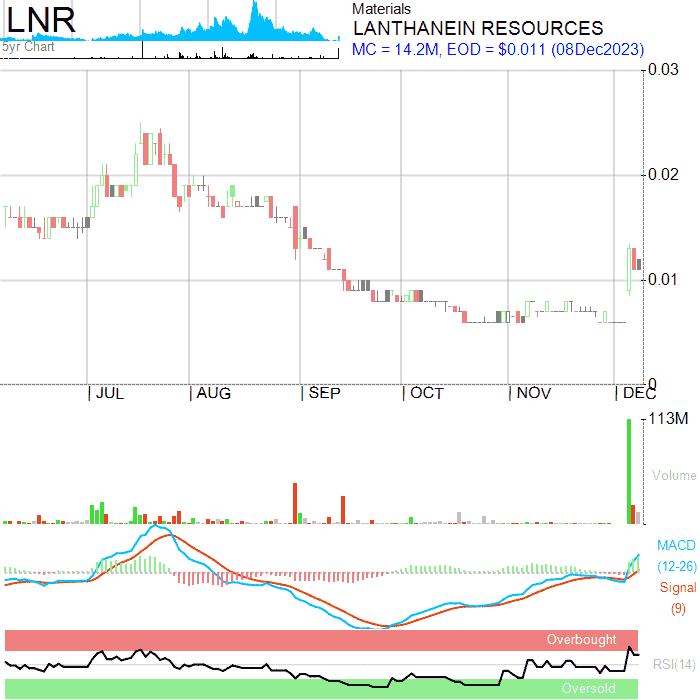 LNR
5yr Chart
Materials
LANTHANEIN RESOURCES
MC = 14.2M, EOD = $0.011 (08Dec2023)
0.03
0.02
0.01
0
JUL AUG SEP OCT NOV DEC
113M
Volume
MACD
(12-26)
Signal
(9)
Overbought
RSI(14)
Oversold